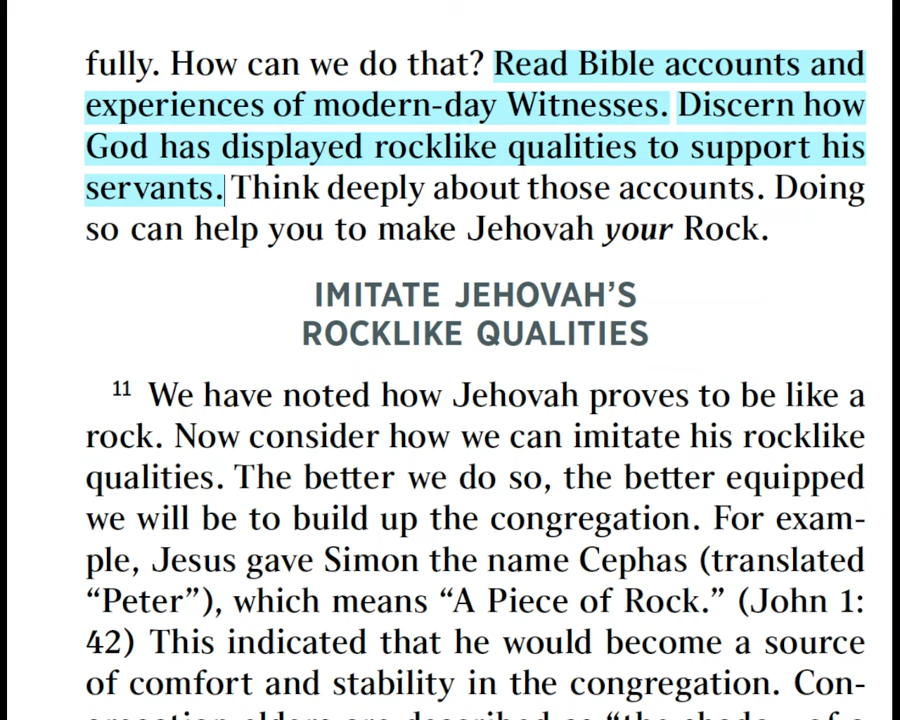 fully. How can we do that? Read Bible accounts and
experiences of modern-day Witnesses. Discern how
God has displayed rocklike qualities to support his
servants. Think deeply about those accounts. Doing
so can help you to make Jehovah your Rock.
IMITATE JEHOVAH’S
ROCKLIKE QUALITIES
11 We have noted how Jehovah proves to be like a
rock. Now consider how we can imitate his rocklike
qualities. The better we do so, the better equipped
we will be to build up the congregation. For exam-
ple, Jesus gave Simon the name Cephas (translated
“Peter”), which means “A Piece of Rock.” (John 1:
42) This indicated that he would become a source
of comfort and stability in the congregation. Con-